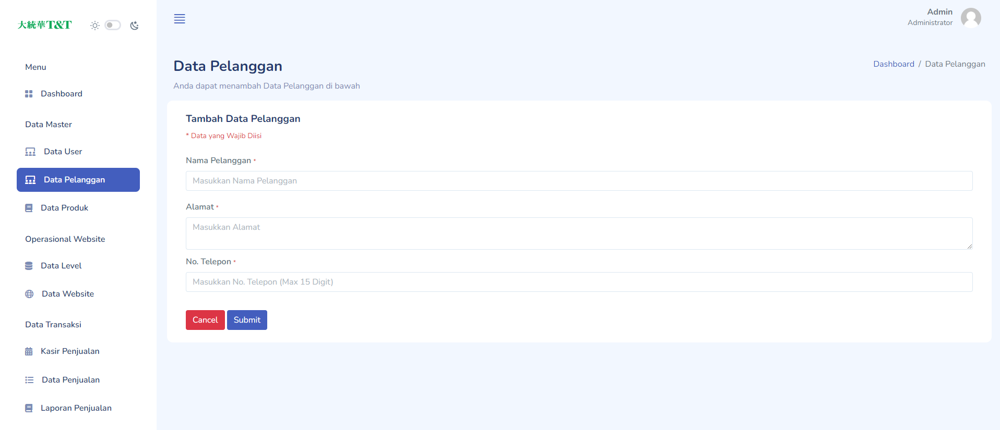 大統華T&T
Menu
Dashboard
Data Master
Data User
Data Pelanggan
Data Produk
Operasional Website
Data Level
Data Website
Data Transaksi
Kasir Penjualan
Data Penjualan
Laporan Penjualan
Admin
Administrator
Data Pelanggan
Anda dapat menambah Data Pelanggan di bawah
Dashboard / Data Pelanggan
Tambah Data Pelanggan
* Data yang Wajib Diisi
Nama Pelanggan *
Masukkan Nama Pelanggan
Alamat *
Masukkan Alamat
No. Telepon *
Masukkan No. Telepon (Max 15 Digit)
Cancel Submit